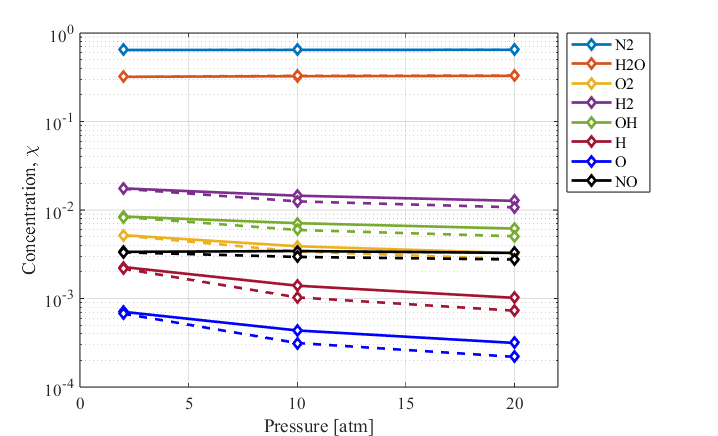 10^0
10^-1
10^-2
10^-3
10^-4
Concentration, χ
0
5
10
15
20
Pressure [atm]
N2
H2O
O2
H2
OH
H
O
NO